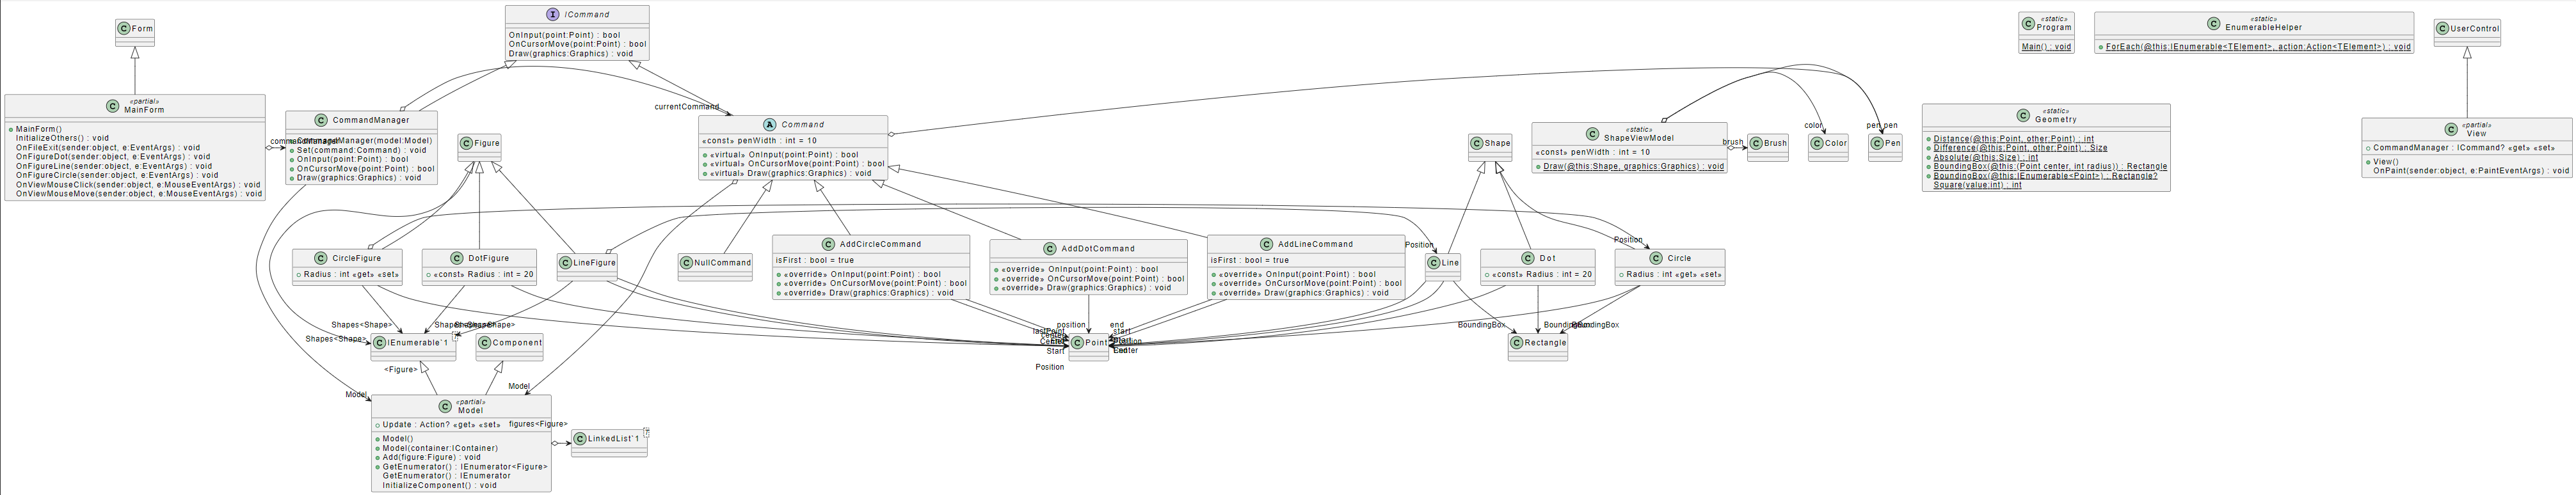 C Form
«partial»
C MainForm
MainForm()
InitializeOthers() : void
OnFileExit(sender:object, e:EventArgs) : void
OnFigureDot(sender:object, e:EventArgs) : void
OnFigureLine(sender:object, e:EventArgs) : void
OnFigureCircle(sender:object, e:EventArgs) : void
OnViewMouseClick(sender:object, e:MouseEventArgs) : void
OnViewMouseMove(sender:object, e:MouseEventArgs) : void
I ICommand
OnInput(point:Point) : bool
OnCursorMove(point:Point) : bool
Draw(graphics:Graphics) : void
currentCommand
C CommandManager
CommandManager(model:Model)
Set(command:Command) : void
OnInput(point:Point) : bool
OnCursorMove(point:Point) : bool
Draw(graphics:Graphics) : void
commandManager
C Figure
A Command
«const» penWidth : int = 10
«virtual» OnInput(point:Point) : bool
«virtual» OnCursorMove(point:Point) : bool
«virtual» Draw(graphics:Graphics) : void
C Shape
«static»
C ShapeViewModel
«const» penWidth : int = 10
Draw(@this:Shape, graphics:Graphics) : void
brush
C Brush
color
C Color
pen
pen
C Pen
«static»
C Program
Main() : void
«static»
C EnumerableHelper
ForEach(@this:IEnumerable<TElement>, action:Action<TElement>) : void
«static»
C Geometry
Distance(@this:Point, other:Point) : int
Difference(@this:Point, other:Point) : Size
Absolute(@this:Size) : int
BoundingBox(@this:(Point center, int radius)) : Rectangle
BoundingBox(@this:IEnumerable<Point>) : Rectangle?
Square(value:int) : int
C UserControl
«partial»
C View
CommandManager : ICommand? «get» «set»
View()
OnPaint(sender:object, e:PaintEventArgs) : void
C CircleFigure
Radius : int «get» «set»
C DotFigure
«const» Radius : int = 20
C LineFigure
C NullCommand
C AddCircleCommand
isFirst : bool = true
«override» OnInput(point:Point) : bool
«override» OnCursorMove(point:Point) : bool
«override» Draw(graphics:Graphics) : void
C AddDotCommand
«override» OnInput(point:Point) : bool
«override» OnCursorMove(point:Point) : bool
«override» Draw(graphics:Graphics) : void
C AddLineCommand
isFirst : bool = true
«override» OnInput(point:Point) : bool
«override» OnCursorMove(point:Point) : bool
«override» Draw(graphics:Graphics) : void
Position
C Line
C Dot
«const» Radius : int = 20
Position
C Circle
Radius : int «get» «set»
Shapes<Shape>
Shapes<Shape>
C IEnumerable`1
C Component
<Figure>
position
end
start
lastPoint
Center
Start
Position
C Point
Center
BoundingBox
BoundingBox
C Rectangle
Model
Model
«partial»
C Model
Update : Action? «get» «set»
figures<Figure>
Model()
Model(container:IContainer)
Add(figure:Figure) : void
GetEnumerator() : IEnumerator<Figure>
GetEnumerator() : IEnumerator
InitializeComponent() : void
C LinkedList`1